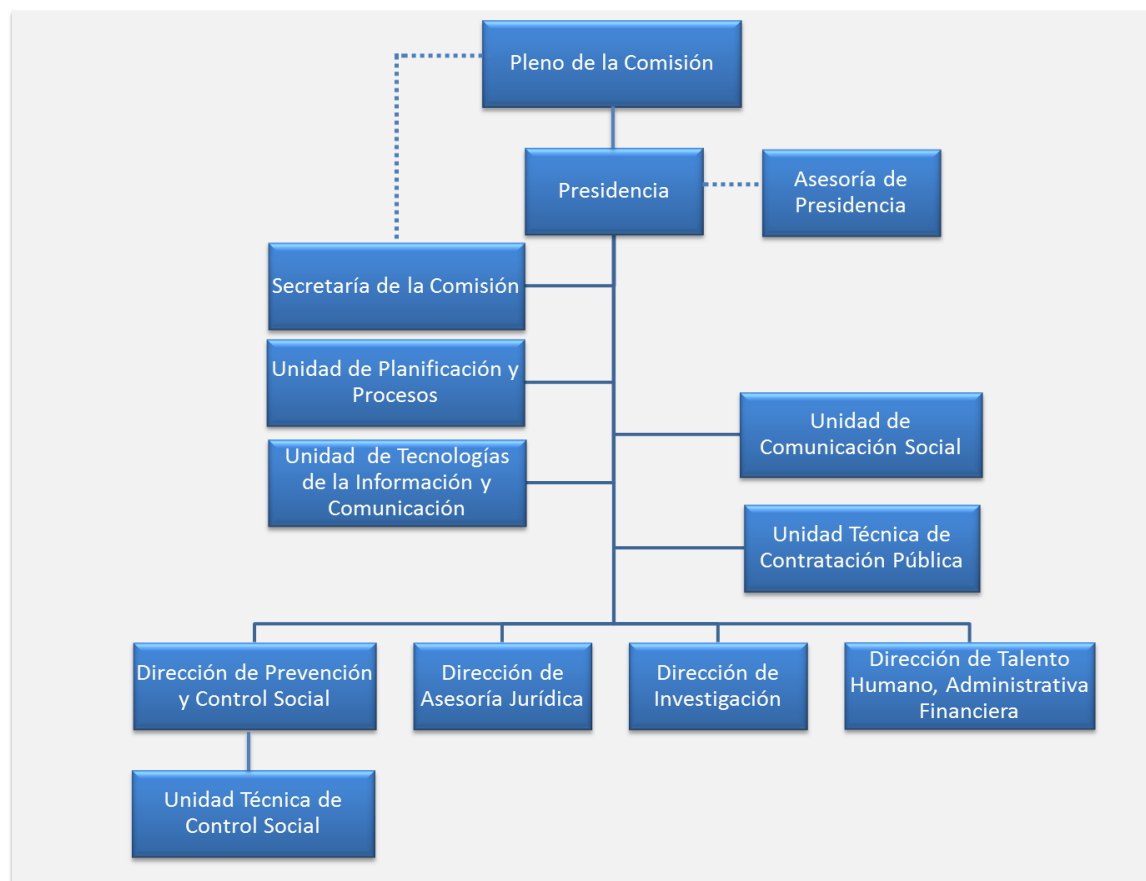 Pleno de la Comisión
Presidencia
Asesoría de
Presidencia
Secretaría de la Comisión
Unidad de Planificación y
Procesos
Unidad de Tecnologías
de la Información y
Comunicación
Unidad de
Comunicación Social
Unidad Técnica de
Contratación Pública
Dirección de Prevención
y Control Social
Dirección de
Asesoría Jurídica
Dirección de
Investigación
Dirección de Talento
Humano, Administrativa
Financiera
Unidad Técnica de
Control Social